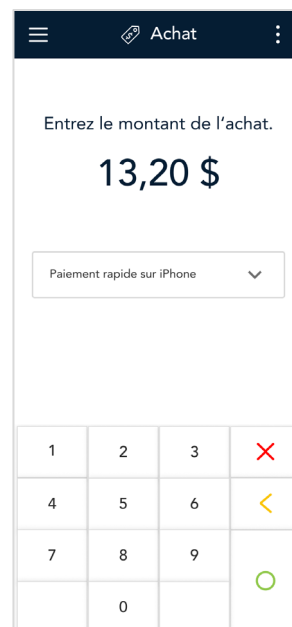 Achat
Entrez le montant de l'achat.
13,20 $
Paiement rapide sur iPhone
1 2 3
4 5 6
7 8 9
0